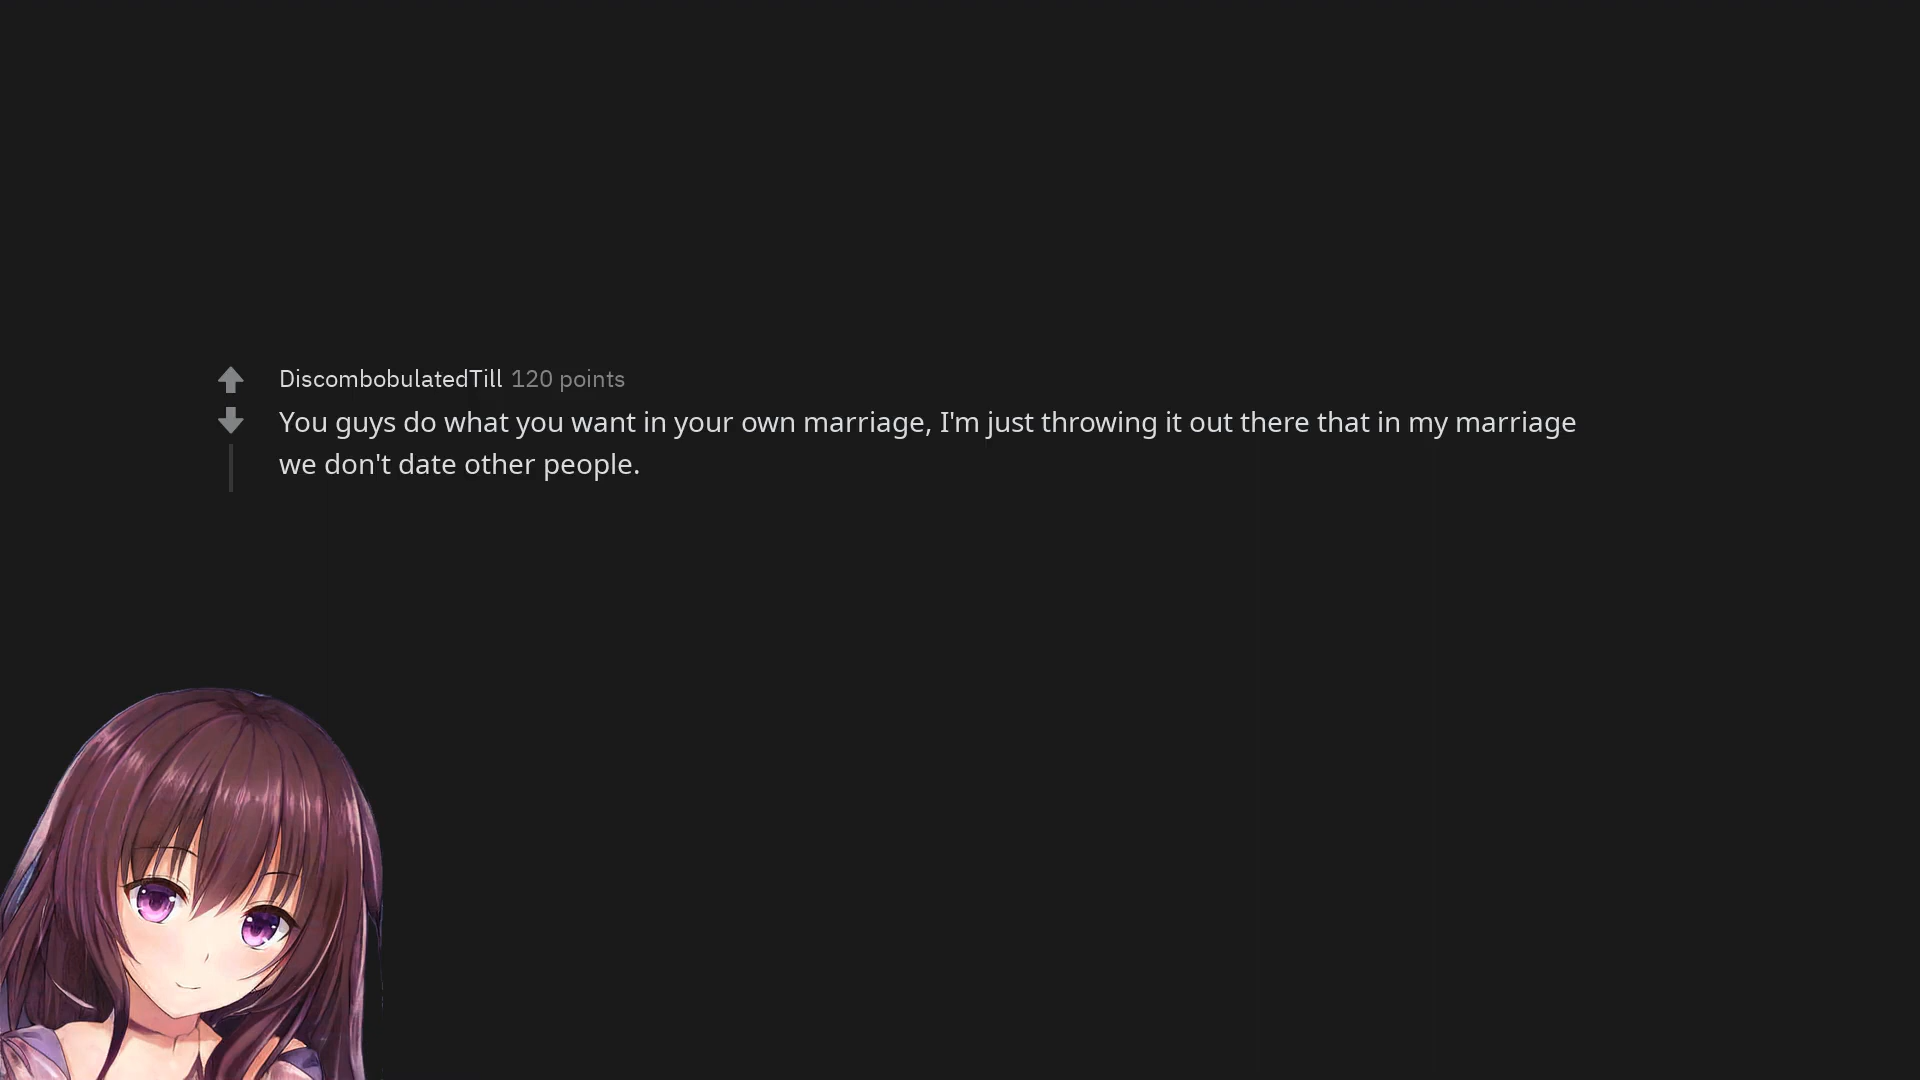 DiscombobulatedTill 120 points
You guys do what you want in your own marriage, I'm just throwing it out there that in my marriage
we don't date other people.